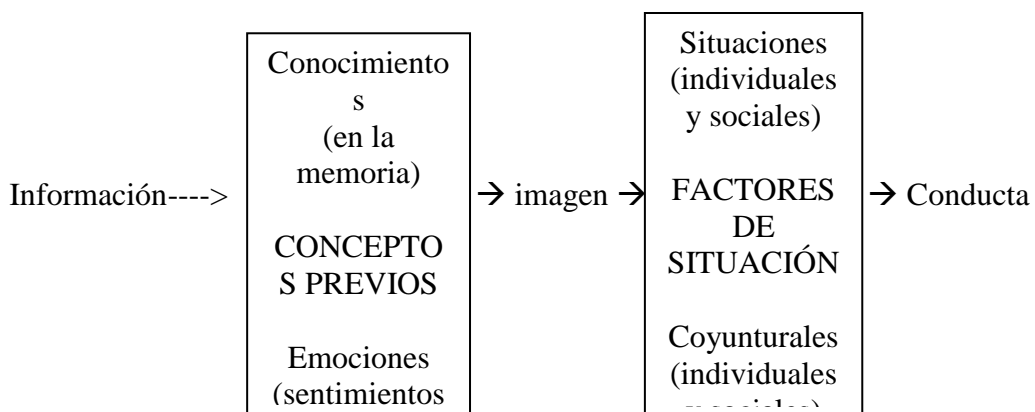 Información---->
Conocimiento
s
(en la
memoria)
CONCEPTO
S PREVIOS
Emociones
(sentimientos
→ imagen →
Situaciones
(individuales
y sociales)
FACTORES
DE
SITUACIÓN
Coyunturales
(individuales
y sociales)
→ Conducta